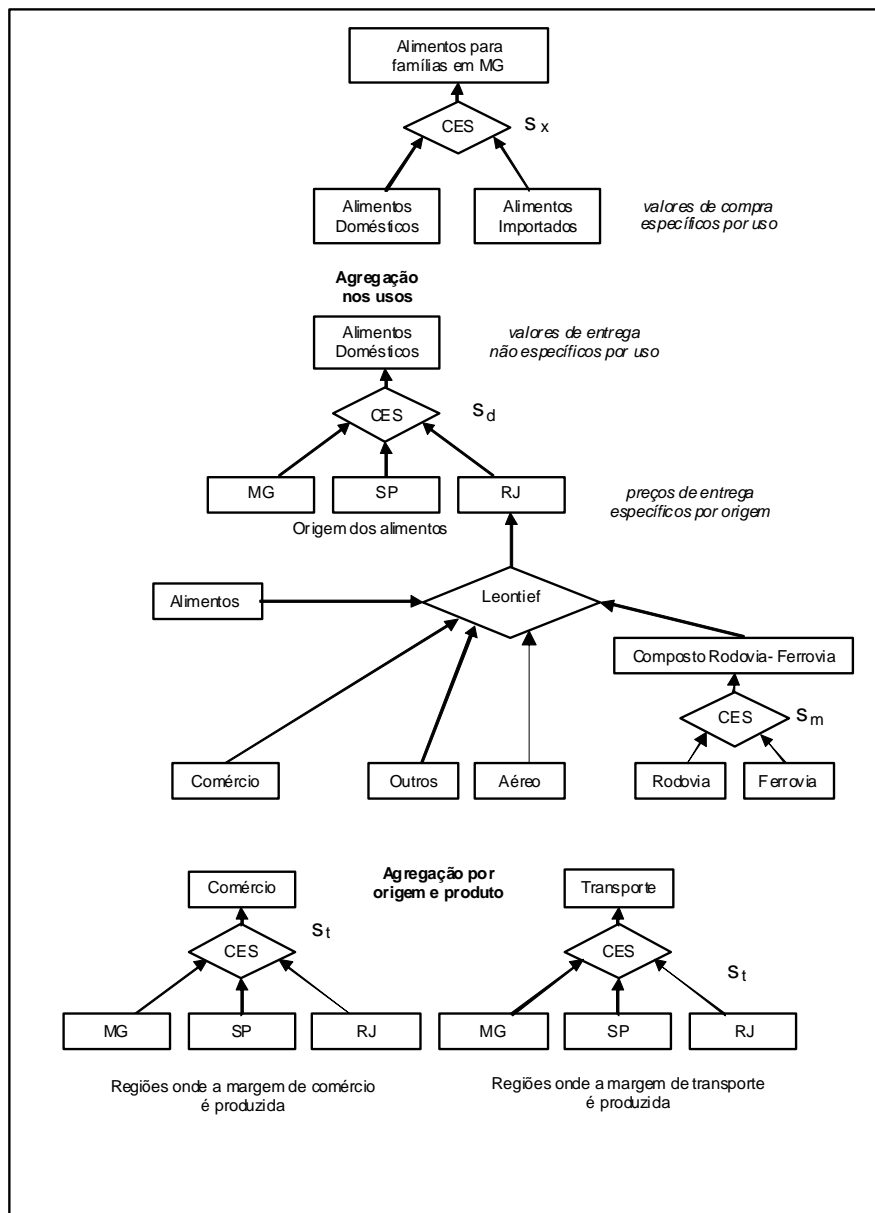 Alimentos para
famílias em MG
CES
s x
Alimentos
Domésticos
Alimentos
Importados
valores de compra
específicos por uso
Agregação
nos usos
Alimentos
Domésticos
valores de entrega
não específicos por uso
CES
s d
MG
SP
RJ
Origem dos alimentos
preços de entrega
específicos por origem
Alimentos
Leontief
Composto Rodovia- Ferrovia
CES
s m
Comércio
Outros
Aéreo
Rodovia
Ferrovia
Agregação por
origem e produto
Comércio
CES
s t
MG
SP
RJ
Regiões onde a margem de comércio
é produzida
Transporte
CES
s t
MG
SP
RJ
Regiões onde a margem de transporte
é produzida